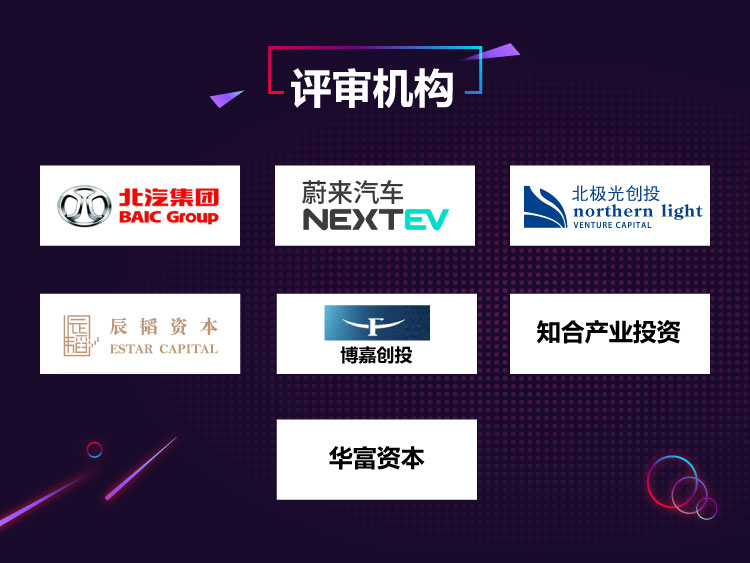 评审机构
北汽集团
BAIC Group
蔚来汽车
NEXTEV
北极光创投
northern light
VENTURE CAPITAL
辰韬资本
ESTAR CAPITAL
F
博嘉创投
知合产业投资
华富资本